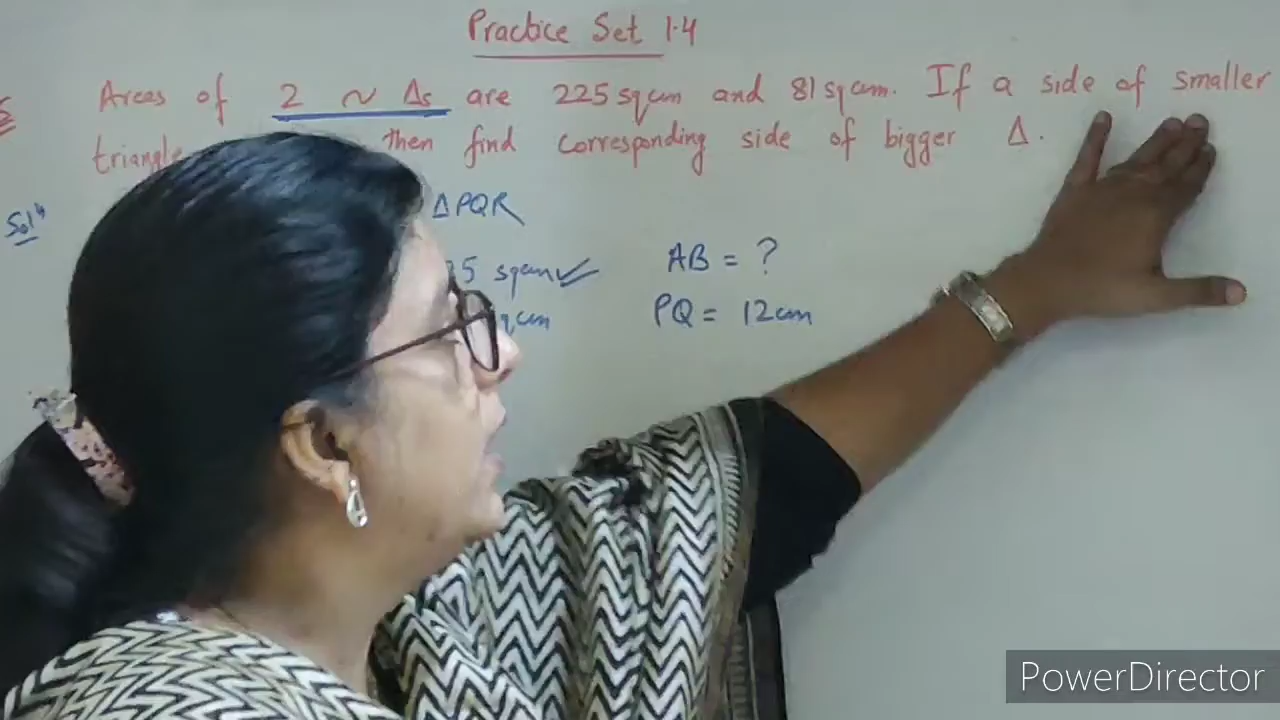 Practice Set 1.4
Areas of 2 ~ Δs are 225 sqcm and 81 sqcm. If a side of smaller
triangle then find corresponding side of bigger Δ.
Solⁿ ΔPQR
25 sqcm ✓ AB = ?
qcm PQ = 12cm
PowerDirector